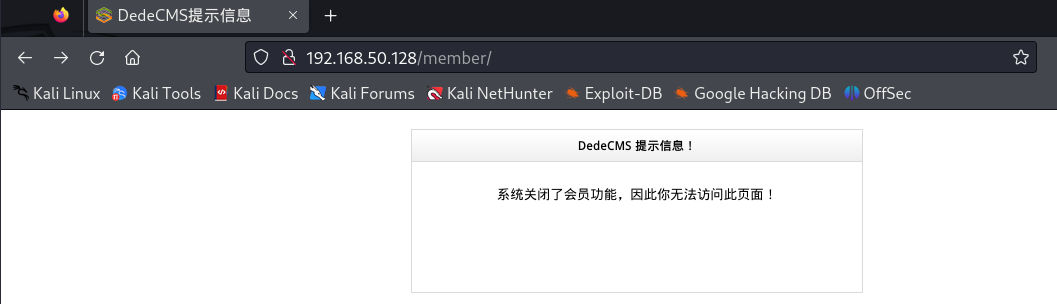 DedeCMS提示信息
192.168.50.128/member/
Kali Linux Kali Tools Kali Docs Kali Forums Kali NetHunter Exploit-DB Google Hacking DB OffSec
DedeCMS 提示信息！
系统关闭了会员功能，因此你无法访问此页面！